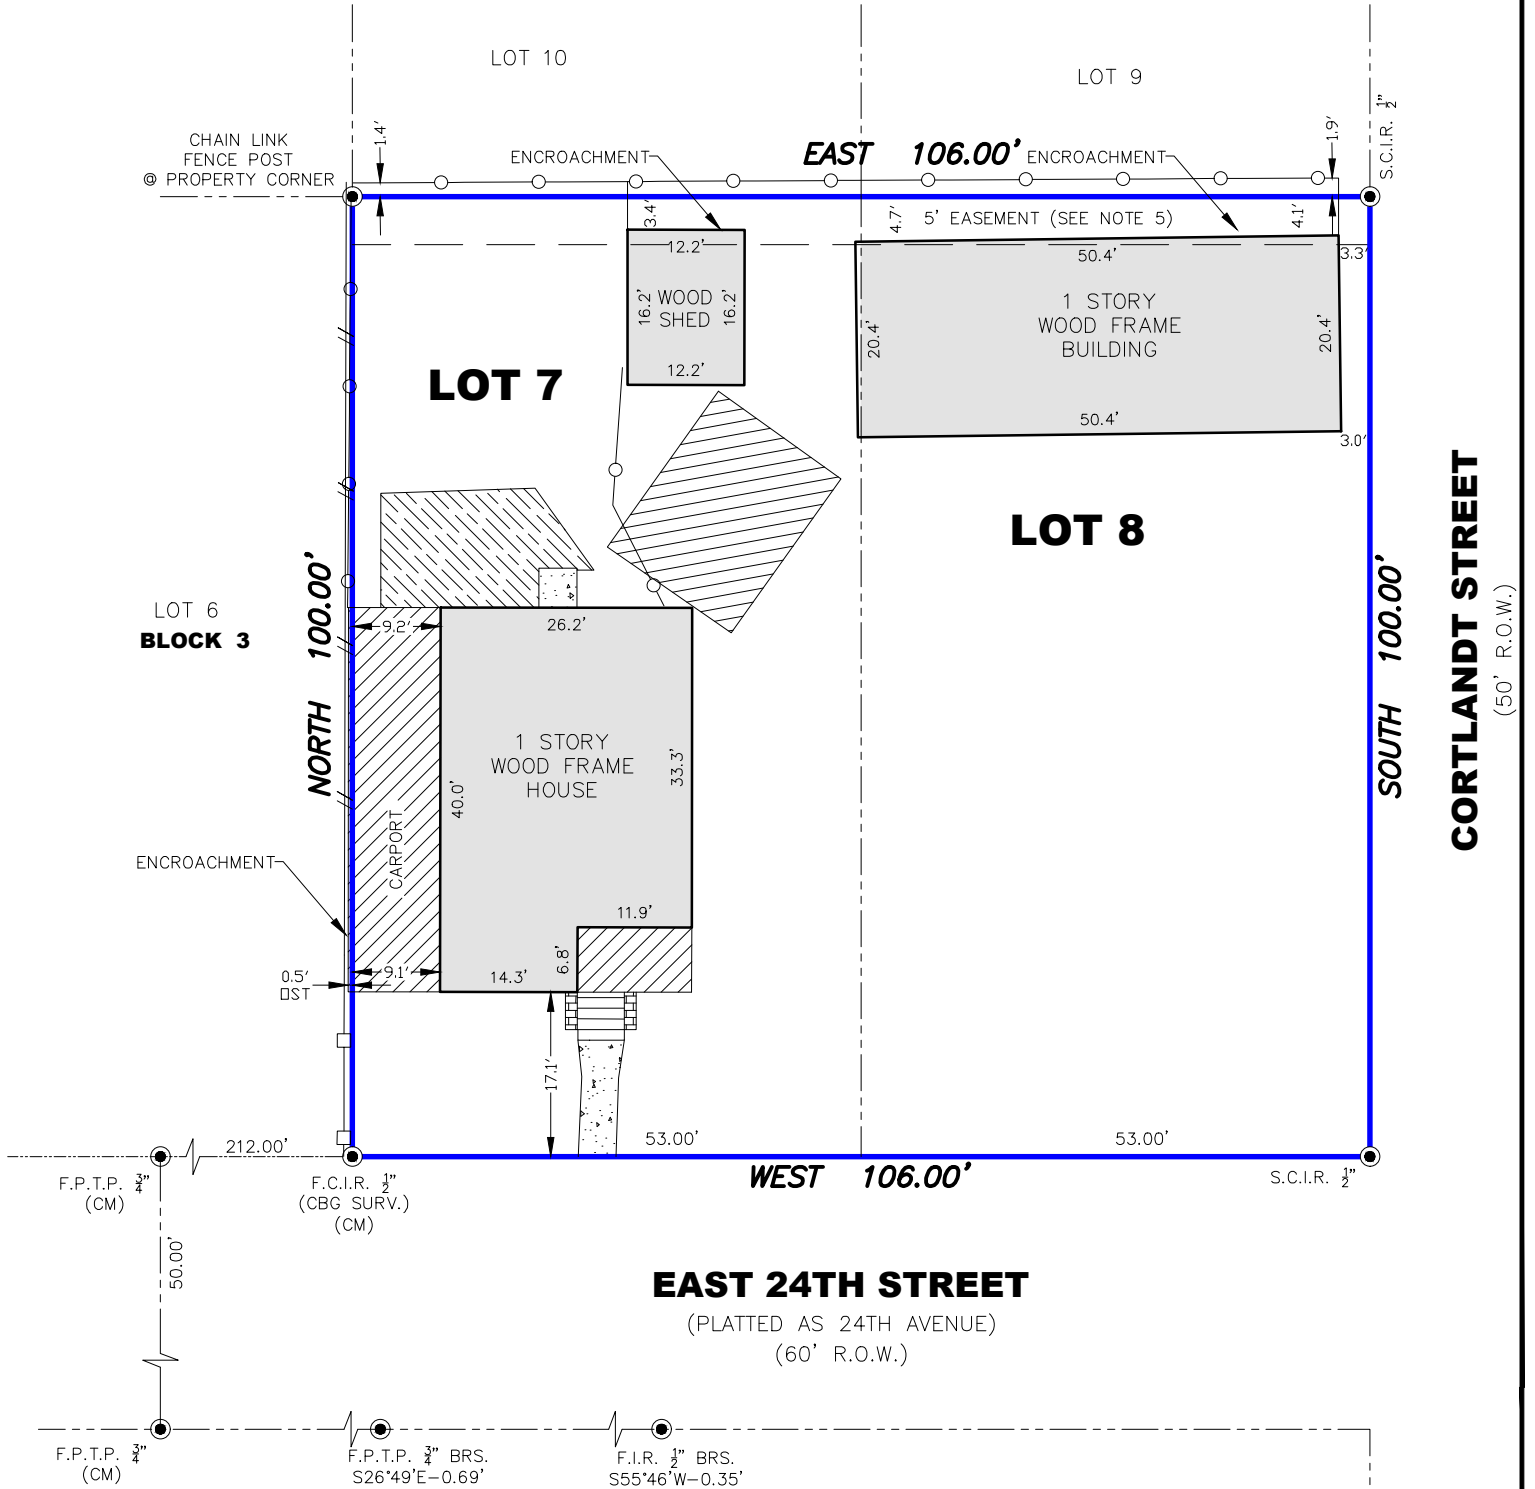 LOT 10
LOT 9
CHAIN LINK
FENCE POST
@ PROPERTY CORNER
1.4'
ENCROACHMENT
EAST 106.00'
ENCROACHMENT
1.9'
S.C.I.R. 1/2"
3.4'
4.7'
5' EASEMENT (SEE NOTE 5)
4.1'
12.2'
50.4'
3.3'
16.2'
WOOD
SHED
16.2'
12.2'
20.4'
1 STORY
WOOD FRAME
BUILDING
20.4'
50.4'
3.0'
LOT 7
LOT 8
CORTLANDT STREET
(50' R.O.W.)
NORTH 100.00'
SOUTH 100.00'
LOT 6
BLOCK 3
9.2'
26.2'
1 STORY
WOOD FRAME
HOUSE
40.0'
33.3'
CARPORT
ENCROACHMENT
11.9'
6.8'
9.1'
14.3'
0.5'
OST
17.1'
212.00'
53.00'
53.00'
WEST 106.00'
F.P.T.P. 3/4"
(CM)
F.C.I.R. 1/2"
(CBG SURV.)
(CM)
S.C.I.R. 1/2"
50.00'
EAST 24TH STREET
(PLATTED AS 24TH AVENUE)
(60' R.O.W.)
F.P.T.P. 3/4"
(CM)
F.P.T.P. 3/4" BRS.
S26°49'E-0.69'
F.I.R. 1/2" BRS.
S55°46'W-0.35'